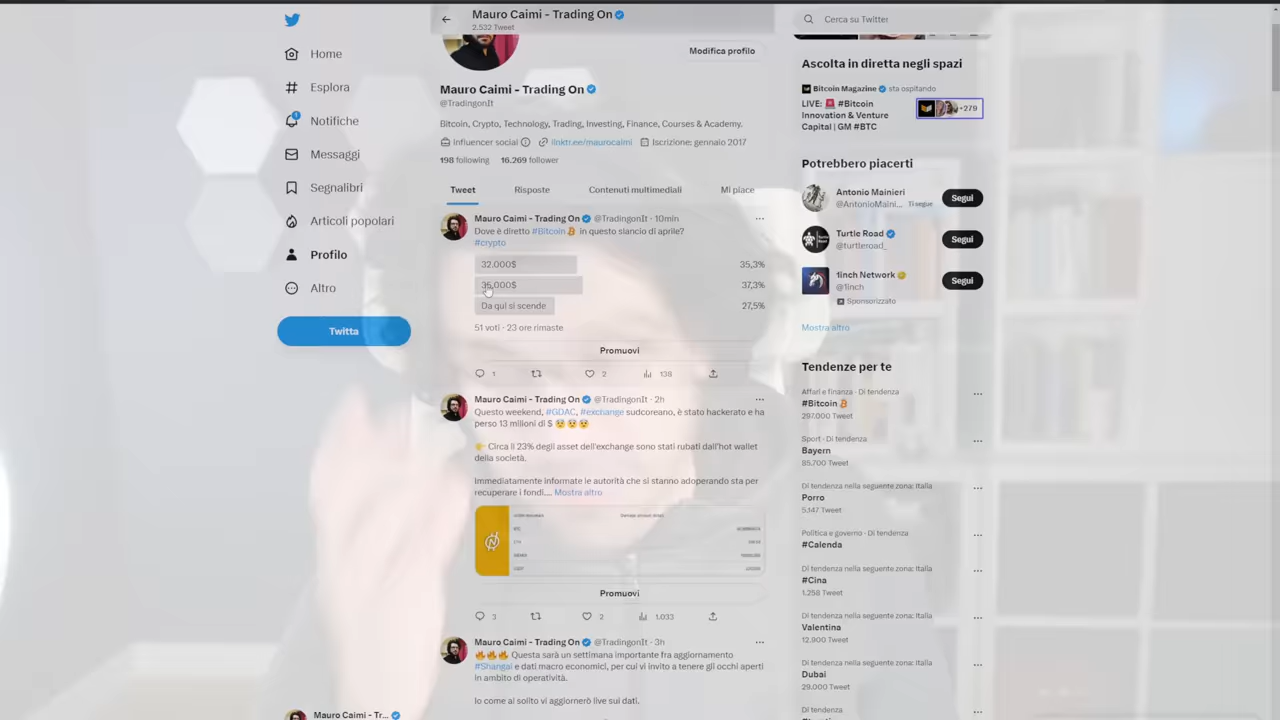 Mauro Caimi - Trading On
2.532 Tweet
Cerca su Twitter
Home
Esplora
Notifiche
Messaggi
Segnalibri
Articoli popolari
Profilo
Altro
Twitta
Modifica profilo
Mauro Caimi - Trading On
@TradingonIt
Bitcoin, Crypto, Technology, Trading, Investing, Finance, Courses & Academy.
Influencer social linktr.ee/maurocaimi Iscrizione: gennaio 2017
198 following 16.269 follower
Tweet Risposte Contenuti multimediali Mi piace
Mauro Caimi - Trading On @TradingonIt · 10min
Dove è diretto #Bitcoin in questo slancio di aprile?
#crypto
32.000$ 35,3%
35.000$ 37,3%
Da qui si scende 27,5%
51 voti · 23 ore rimaste
Promuovi
1 2 138
Mauro Caimi - Trading On @TradingonIt · 2h
Questo weekend, #GDAC, #exchange sudcoreano, è stato hackerato e ha
perso 13 milioni di $ 😢😢😢
👉 Circa il 23% degli asset dell'exchange sono stati rubati dall'hot wallet
della società.
Immediatamente informate le autorità che si stanno adoperando sta per
recuperare i fondi.... Mostra altro
Promuovi
3 2 1.033
Mauro Caimi - Trading On @TradingonIt · 3h
🔥🔥🔥 Questa sarà un settimana importante fra aggiornamento
#Shangai e dati macro economici, per cui vi invito a tenere gli occhi aperti
in ambito di operatività.
Io come al solito vi aggiornerò live sui dati.
Mauro Caimi - Tr...
Ascolta in diretta negli spazi
Bitcoin Magazine sta ospitando
LIVE: 🚨 #Bitcoin
Innovation & Venture
Capital | GM #BTC
+279
Potrebbero piacerti
Antonio Mainieri
@AntonioMaini... Ti segue
Segui
Turtle Road
@turtleroad_
Segui
1inch Network
@1inch
Segui
Sponsorizzato
Mostra altro
Tendenze per te
Affari e finanza · Di tendenza
#Bitcoin
297.000 Tweet
Sport · Di tendenza
Bayern
85.700 Tweet
Di tendenza nella seguente zona: Italia
Porro
5.147 Tweet
Politica e governo · Di tendenza
#Calenda
Di tendenza nella seguente zona: Italia
#Cina
1.258 Tweet
Di tendenza nella seguente zona: Italia
Valentina
12.900 Tweet
Di tendenza nella seguente zona: Italia
Dubai
29.000 Tweet
Di tendenza